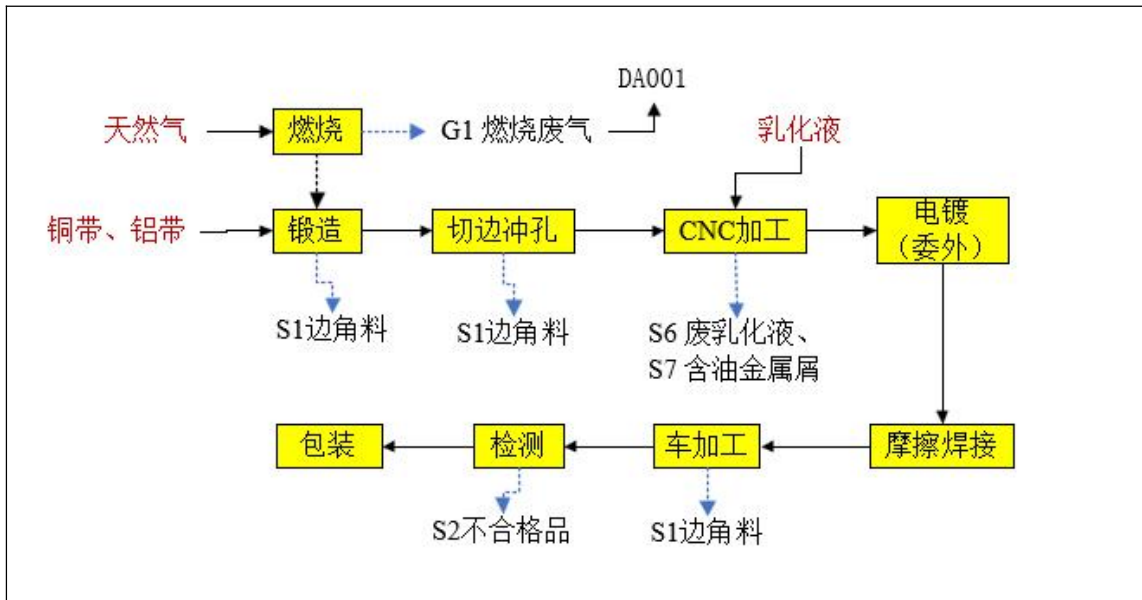 DA001
天然气
燃烧
G1 燃烧废气
乳化液
铜带、铝带
锻造
切边冲孔
CNC加工
电镀
（委外）
S1边角料
S1边角料
S6 废乳化液、
S7 含油金属屑
包装
检测
车加工
摩擦焊接
S2不合格品
S1边角料